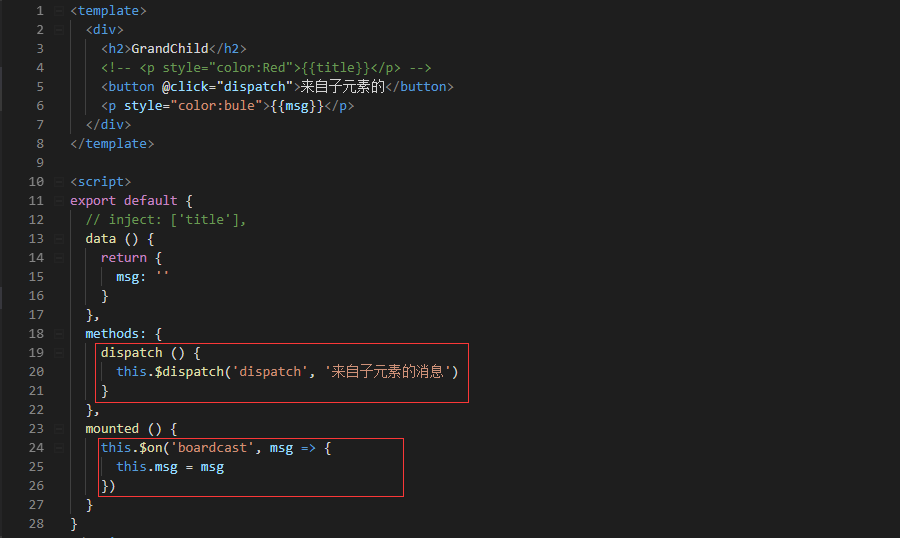 1 <template>
2 <div>
3 <h2>GrandChild</h2>
4 <!-- <p style="color:Red">{{title}}</p> -->
5 <button @click="dispatch">来自子元素的</button>
6 <p style="color:bule">{{msg}}</p>
7 </div>
8 </template>
9
10 <script>
11 export default {
12 // inject: ['title'],
13 data () {
14 return {
15 msg: ''
16 }
17 },
18 methods: {
19 dispatch () {
20 this.$dispatch('dispatch', '来自子元素的消息')
21 }
22 },
23 mounted () {
24 this.$on('boardcast', msg => {
25 this.msg = msg
26 })
27 }
28 }